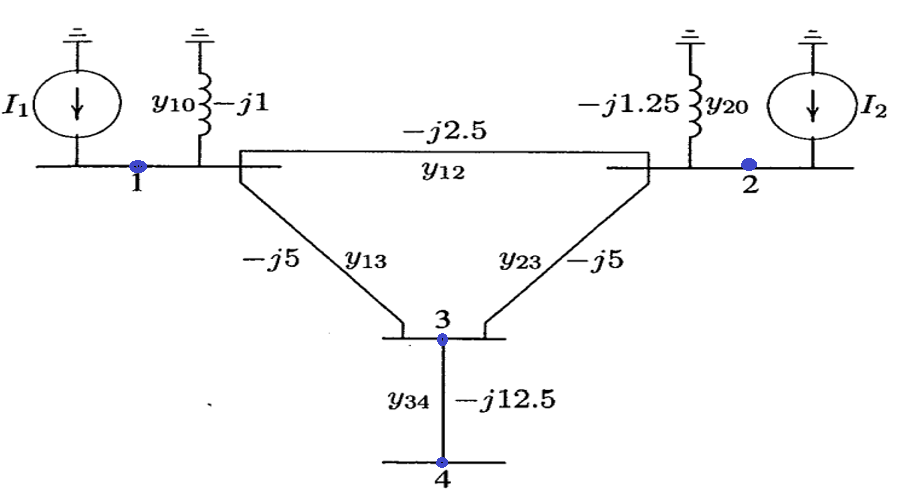 I₁ y₁₀ −j1 −j1.25 y₂₀ I₂
−j2.5
y₁₂
1 2
−j5 y₁₃ y₂₃ −j5
3
y₃₄ −j12.5
4